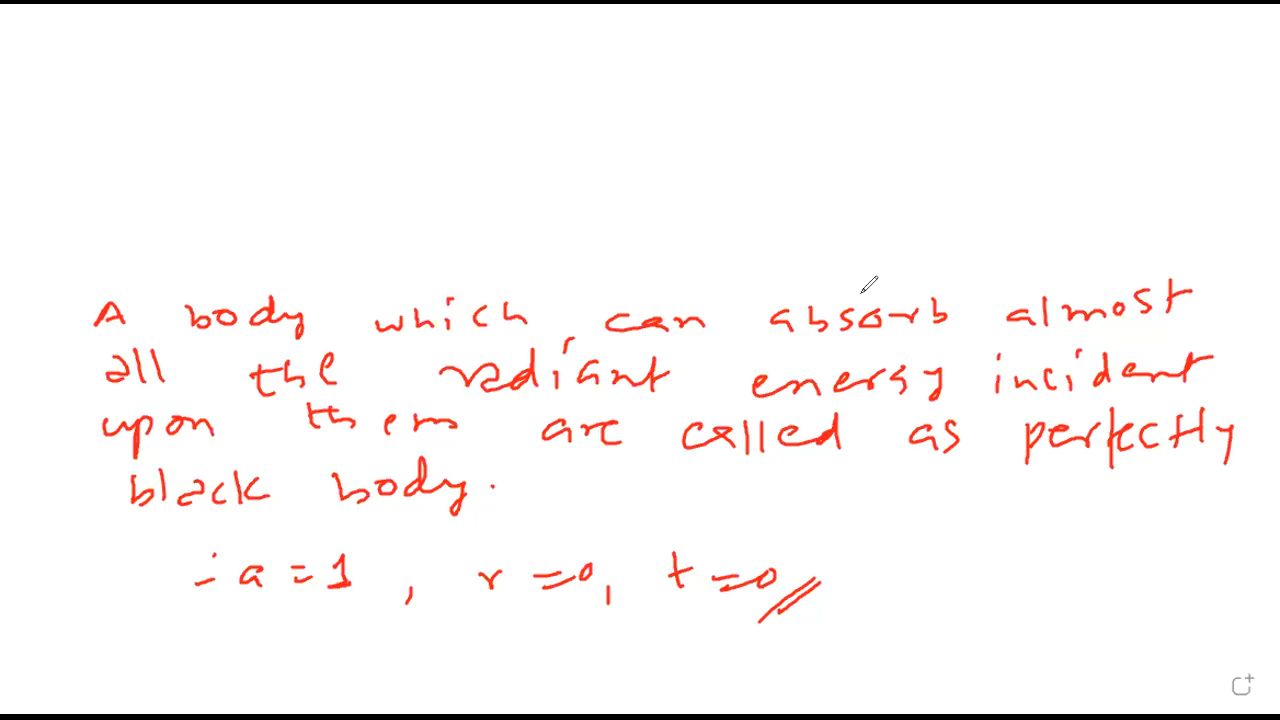 A body which can absorb almost
all the radiant energy incident
upon them are called as perfectly
black body.
∴ a = 1 , r = 0, t = 0